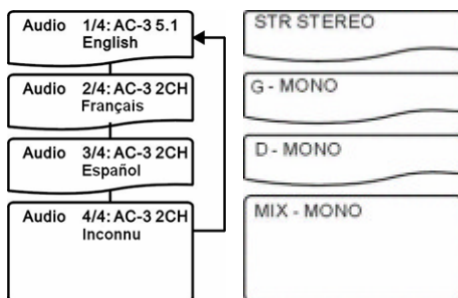 Audio 1/4: AC-3 5.1
English
Audio 2/4: AC-3 2CH
Français
Audio 3/4: AC-3 2CH
Español
Audio 4/4: AC-3 2CH
Inconnu
STR STEREO
G - MONO
D - MONO
MIX - MONO